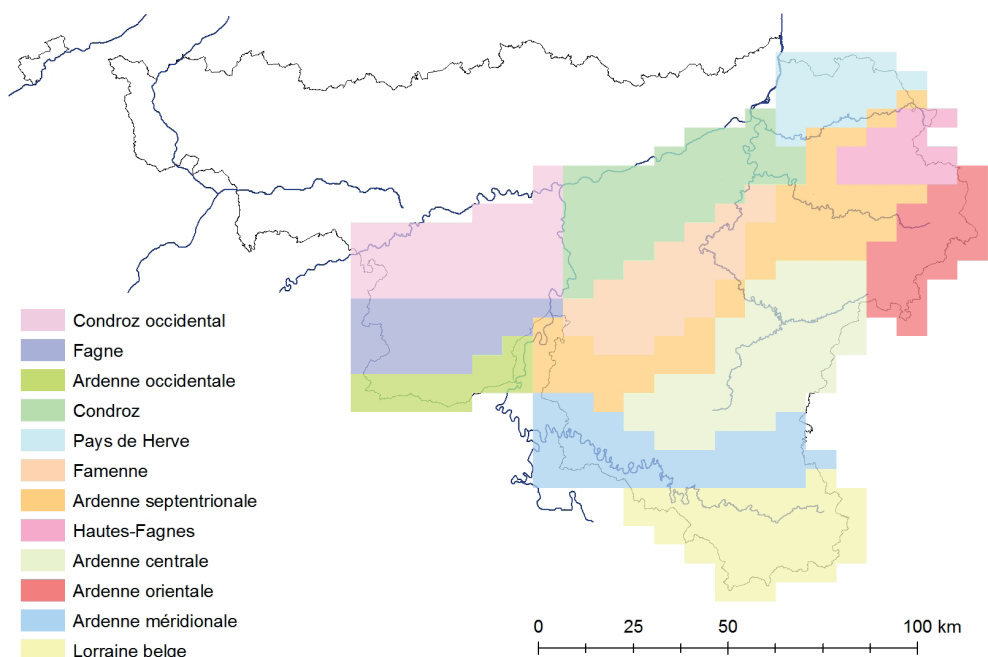 Condroz occidental
Fagne
Ardenne occidentale
Condroz
Pays de Herve
Famenne
Ardenne septentrionale
Hautes-Fagnes
Ardenne centrale
Ardenne orientale
Ardenne méridionale
Lorraine belge
0 25 50 100 km